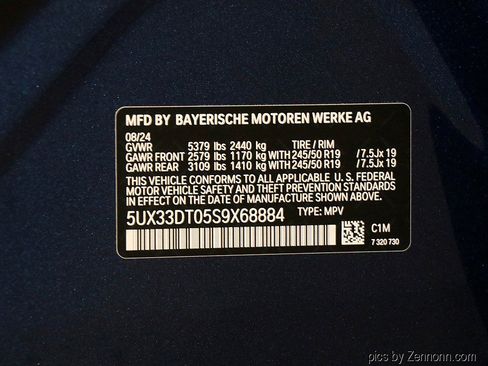 MFD BY BAYERISCHE MOTOREN WERKE AG
08/24
GVWR 5379 lbs 2440 kg TIRE / RIM
GAWR FRONT 2579 lbs 1170 kg WITH 245/50 R19 / 7.5Jx 19
GAWR REAR 3109 lbs 1410 kg WITH 245/50 R19 / 7.5Jx 19
THIS VEHICLE CONFORMS TO ALL APPLICABLE U. S. FEDERAL
MOTOR VEHICLE SAFETY AND THEFT PREVENTION STANDARDS
IN EFFECT ON THE DATE OF MANUFACTURE SHOWN ABOVE.
5UX33DT05S9X68884 TYPE: MPV
C1M
7 320 730
pics by Zennonn.com